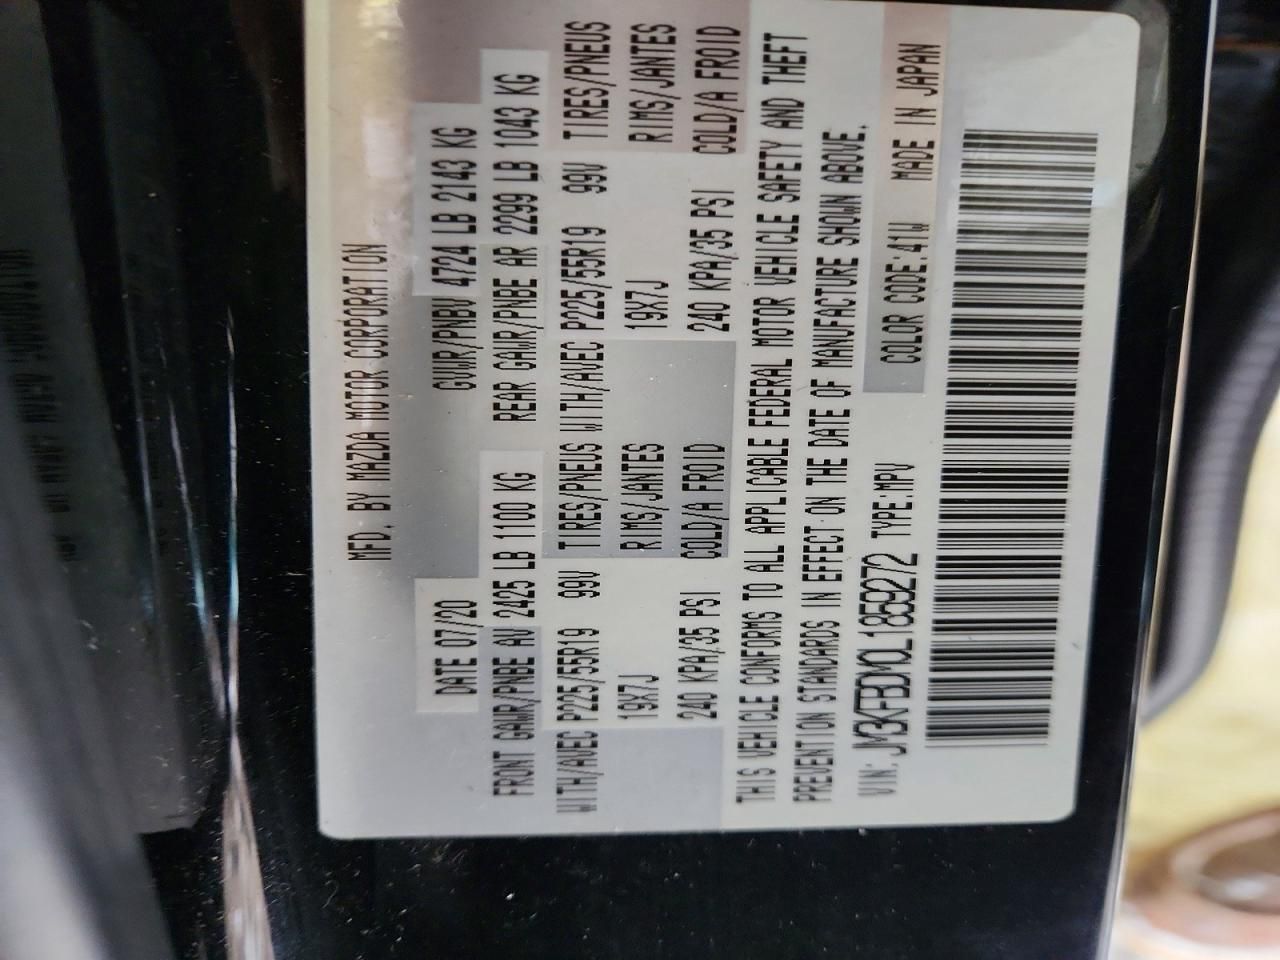 MFD. BY MAZDA MOTOR CORPORATION
DATE 07/20 GVWR/PNBV 4724 LB 2143 KG
FRONT GAWR/PNBE AV 2425 LB 1100 KG REAR GAWR/PNBE AR 2299 LB 1043 KG
WITH/AVEC P225/55R19 99V TIRES/PNEUS WITH/AVEC P225/55R19 99V TIRES/PNEUS
19X7J RIMS/JANTES 19X7J RIMS/JANTES
240 KPA/35 PSI COLD/A FROID 240 KPA/35 PSI COLD/A FROID
THIS VEHICLE CONFORMS TO ALL APPLICABLE FEDERAL MOTOR VEHICLE SAFETY AND THEFT
PREVENTION STANDARDS IN EFFECT ON THE DATE OF MANUFACTURE SHOWN ABOVE.
VIN: JM3KFBDM0L1859272 TYPE:MPV COLOR CODE:41W MADE IN JAPAN